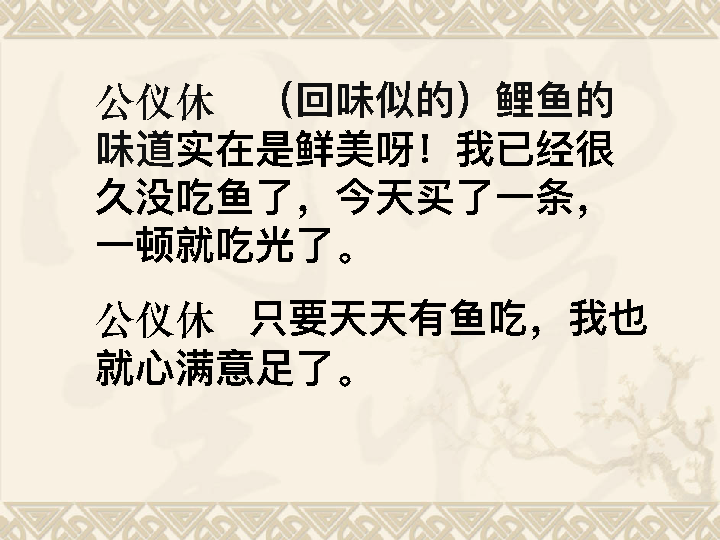 公仪休 （回味似的）鲤鱼的
味道实在是鲜美呀！我已经很
久没吃鱼了，今天买了一条，
一顿就吃光了。
公仪休 只要天天有鱼吃，我也
就心满意足了。